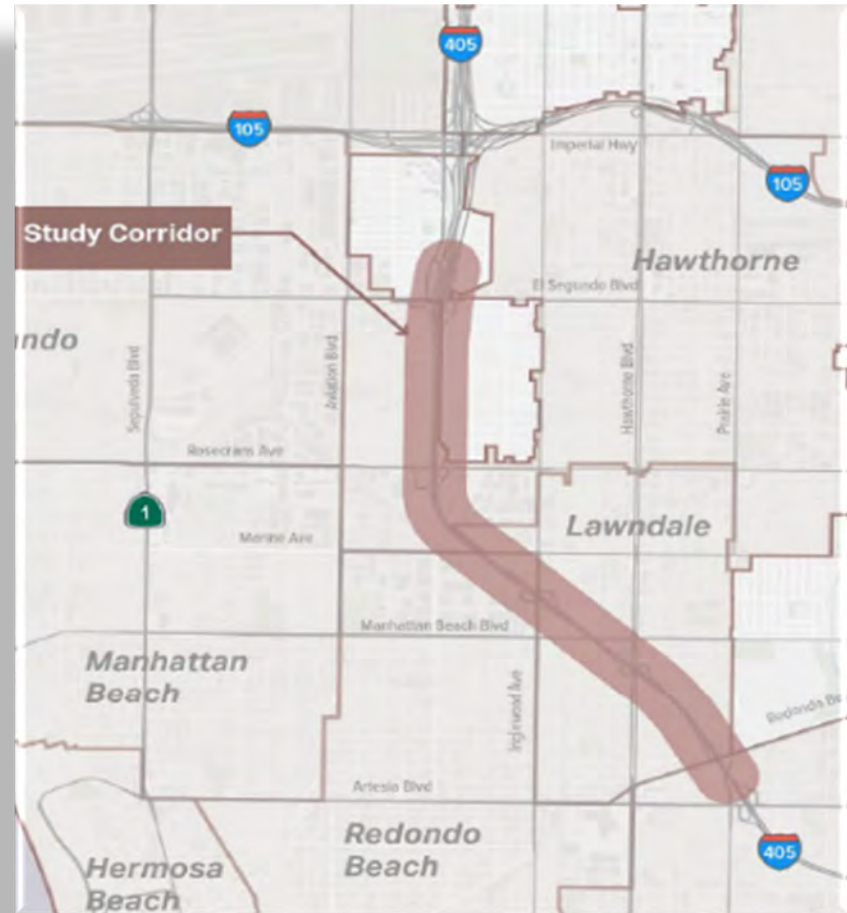 405
105
Imperial Hwy
105
Study Corridor
Hawthorne
El Segundo Blvd
ndo
Sepulveda Blvd
Aviation Blvd
Hawthorne Blvd
Prairie Ave
Rosecrans Ave
1
Marine Ave
Lawndale
Manhattan Beach Blvd
Manhattan
Beach
Inglewood Ave
Redondo Be
Artesia Blvd
Redondo
Beach
405
Hermosa
Beach